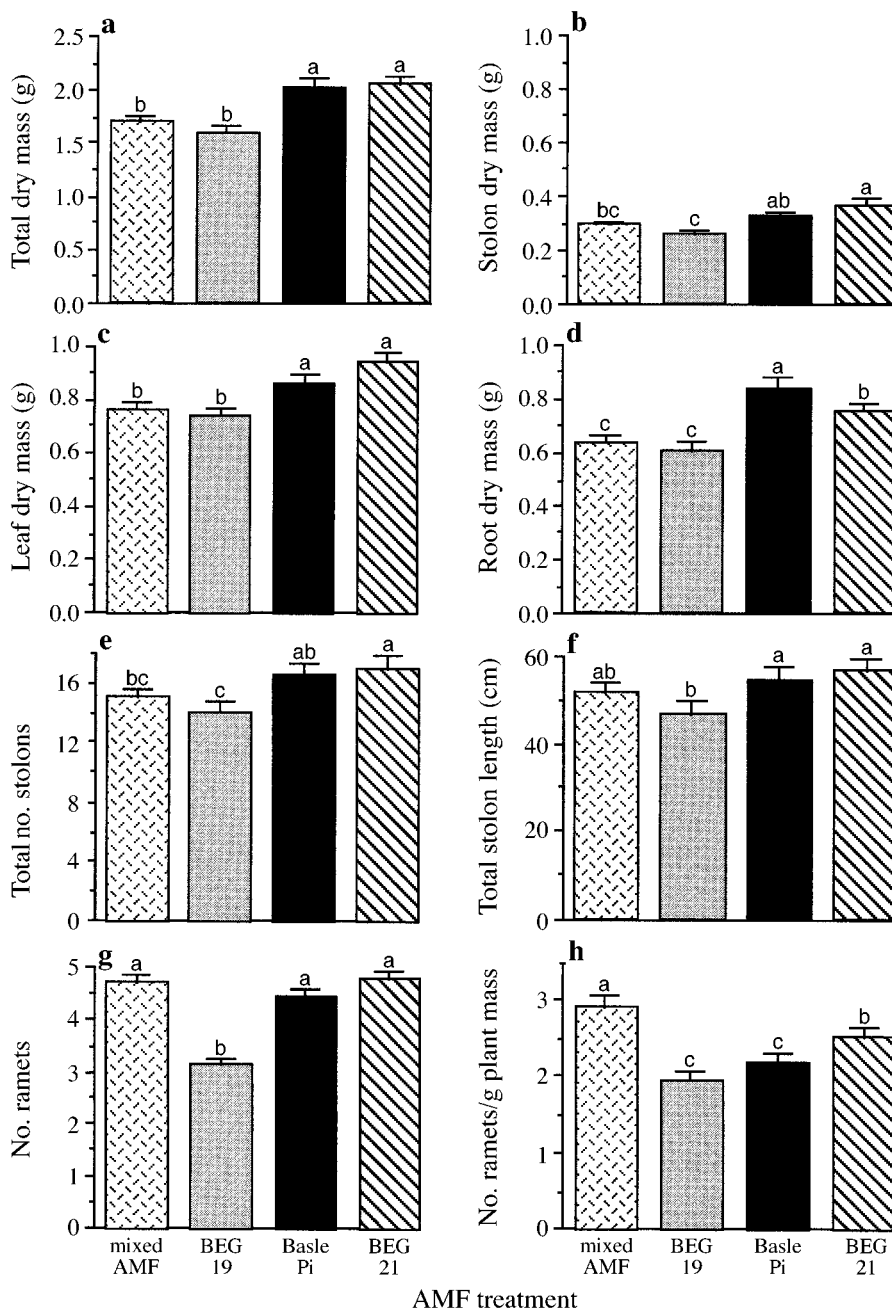 a
Total dry mass (g)
2.5
2.0
1.5
1.0
0.5
0.0
b
b
a
a
b
Stolon dry mass (g)
1.0
0.8
0.6
0.4
0.2
0.0
bc
c
ab
a
c
Leaf dry mass (g)
1.0
0.8
0.6
0.4
0.2
0.0
b
b
a
a
d
Root dry mass (g)
1.0
0.8
0.6
0.4
0.2
0.0
c
c
a
b
e
Total no. stolons
16
12
8
4
0
bc
c
ab
a
f
Total stolon length (cm)
60
40
20
0
ab
b
a
a
g
No. ramets
5
4
3
2
1
0
a
b
a
a
mixed AMF
BEG 19
Basle Pi
BEG 21
h
No. ramets/g plant mass
3
2
1
0
a
c
c
b
mixed AMF
BEG 19
Basle Pi
BEG 21
AMF treatment